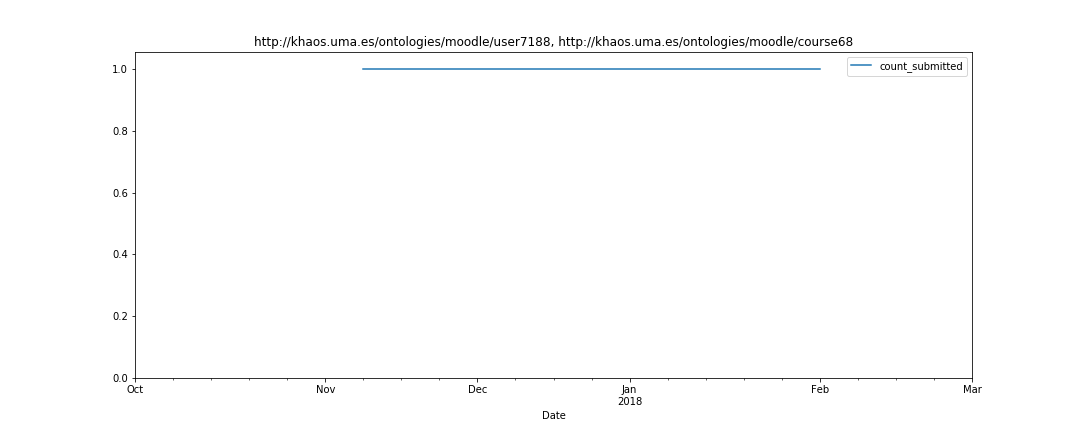 http://khaos.uma.es/ontologies/moodle/user7188, http://khaos.uma.es/ontologies/moodle/course68
count_submitted
1.0
0.8
0.6
0.4
0.2
0.0
Oct Nov Dec Jan Feb Mar
2018
Date